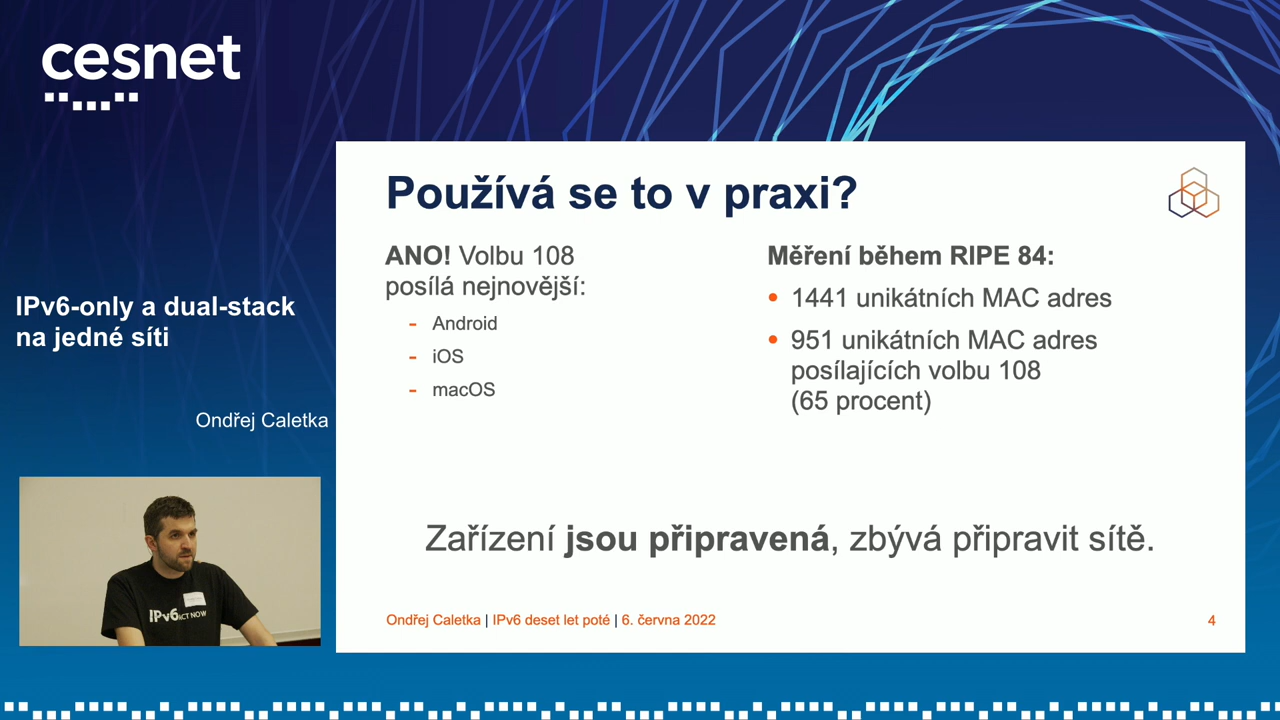 cesnet
IPv6-only a dual-stack
na jedné síti
Ondřej Caletka
Používá se to v praxi?
ANO! Volbu 108
posílá nejnovější:
- Android
- iOS
- macOS
Měření během RIPE 84:
• 1441 unikátních MAC adres
• 951 unikátních MAC adres
posílajících volbu 108
(65 procent)
Zařízení jsou připravená, zbývá připravit sítě.
Ondřej Caletka | IPv6 deset let poté | 6. června 2022
4
IPv6 ACT NOW